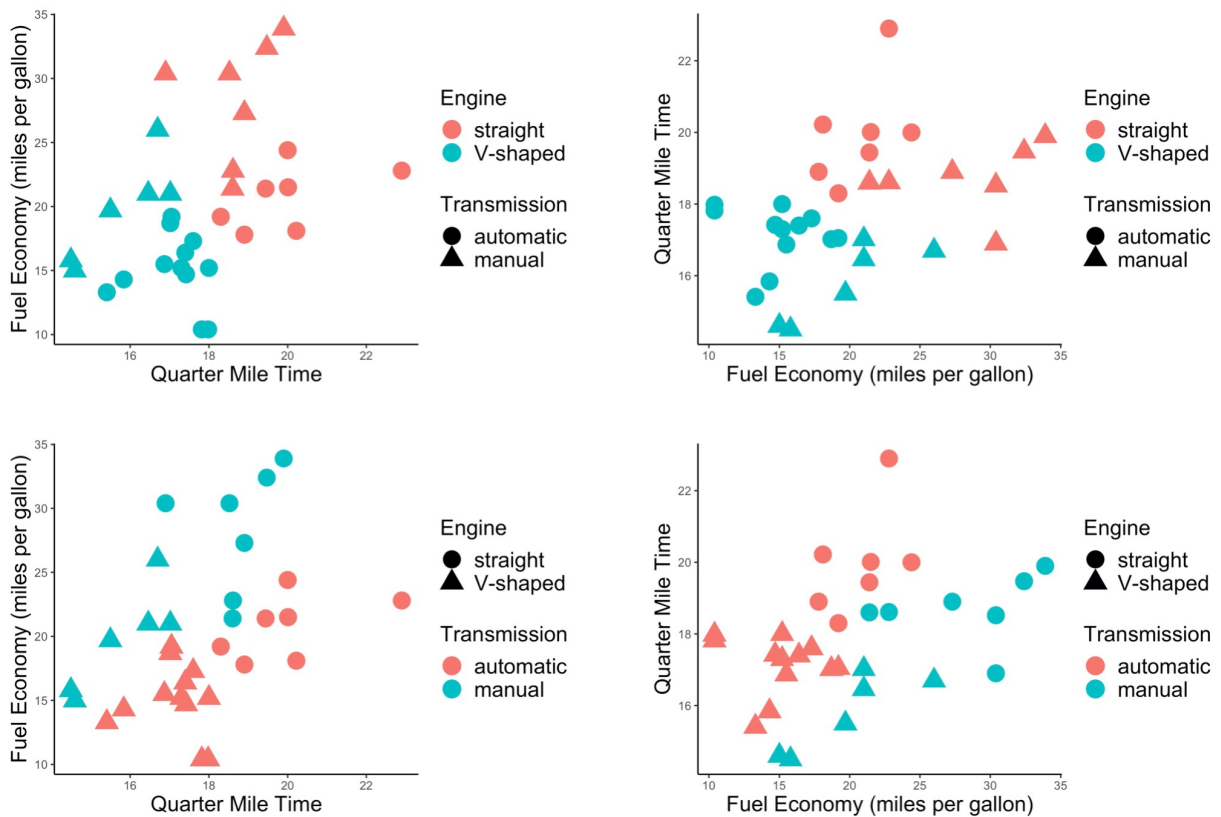 35
30
25
20
15
10
Fuel Economy (miles per gallon)
16
18
20
22
Quarter Mile Time
Engine
straight
V-shaped
Transmission
automatic
manual
22
20
18
16
Quarter Mile Time
10
15
20
25
30
35
Fuel Economy (miles per gallon)
Engine
straight
V-shaped
Transmission
automatic
manual
35
30
25
20
15
10
Fuel Economy (miles per gallon)
16
18
20
22
Quarter Mile Time
Engine
straight
V-shaped
Transmission
automatic
manual
22
20
18
16
Quarter Mile Time
10
15
20
25
30
35
Fuel Economy (miles per gallon)
Engine
straight
V-shaped
Transmission
automatic
manual